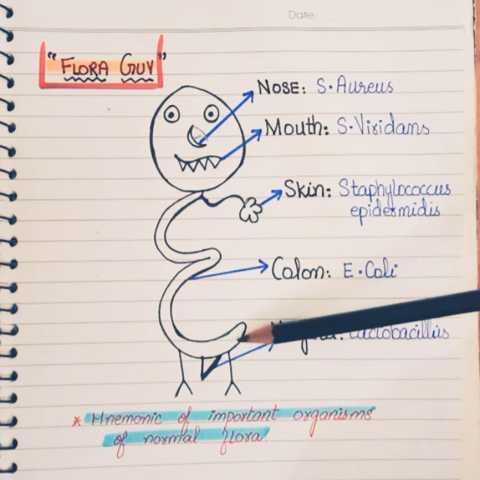 Date:
"FLORA GUY"
NOSE: S. Aureus
Mouth: S. Viridans
Skin: Staphylococcus
epidesmidis
Colon: E. Coli
Lactobacillus
* Mnemonic of important organisms
of normal flora